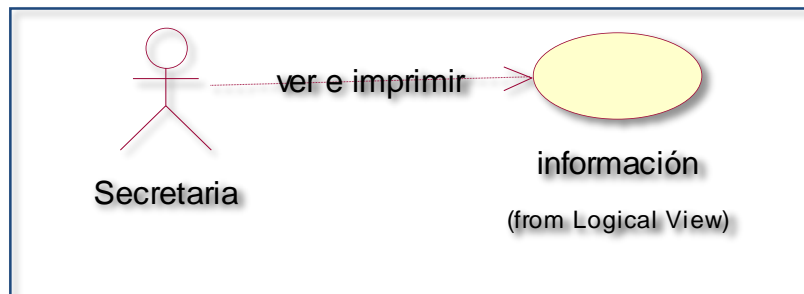 ver e imprimir
Secretaria
información
(from Logical View)